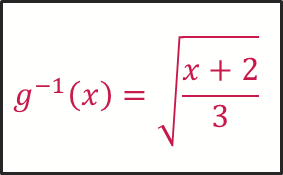 g⁻¹(x) = √((x + 2)/3)